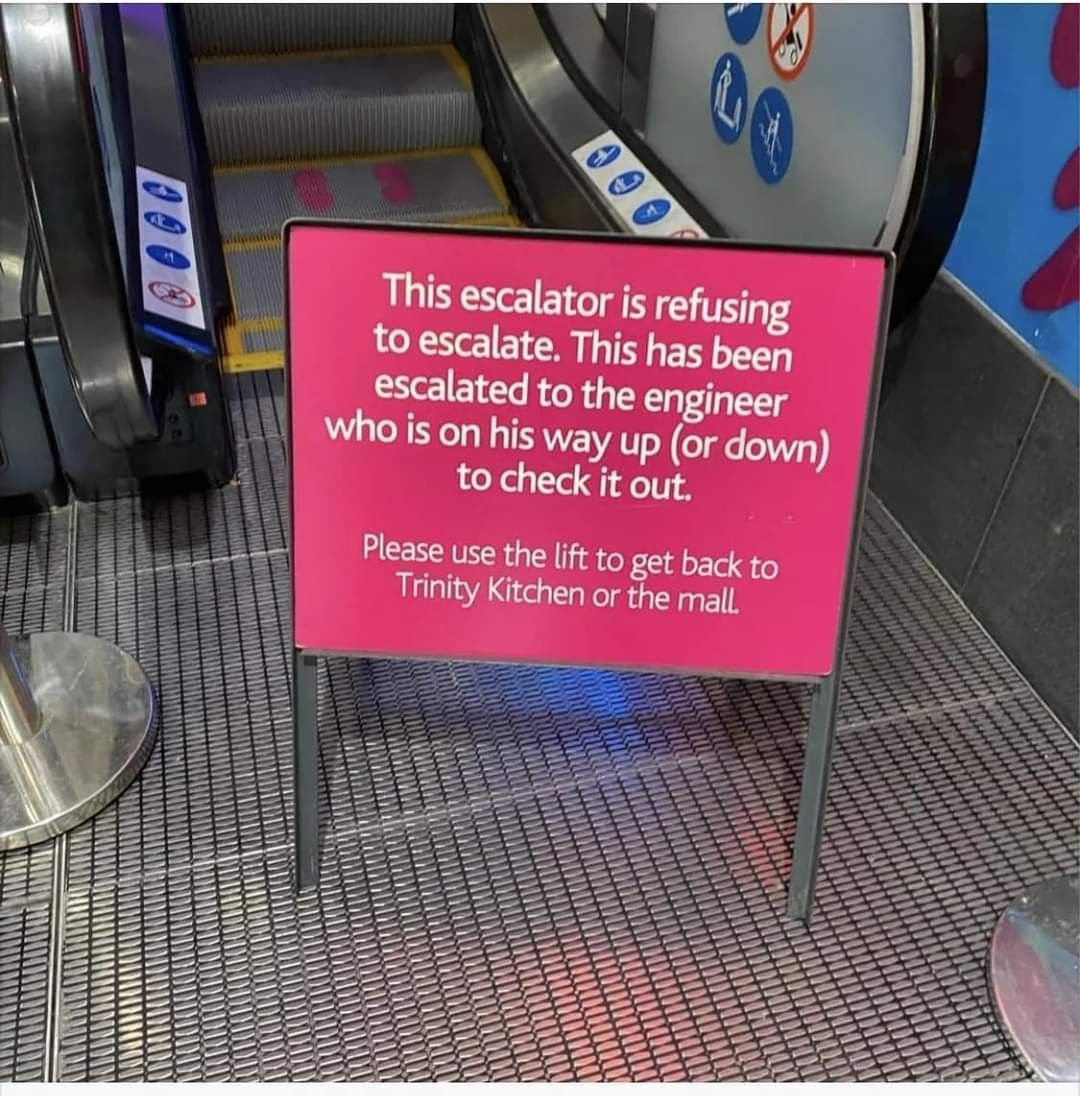 This escalator is refusing
to escalate. This has been
escalated to the engineer
who is on his way up (or down)
to check it out.
Please use the lift to get back to
Trinity Kitchen or the mall.